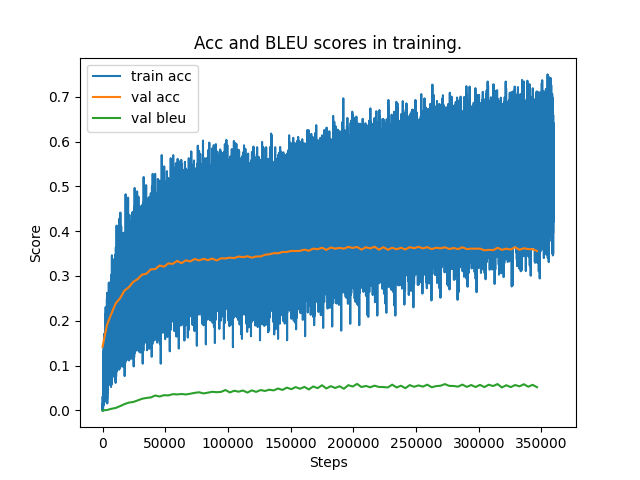 Acc and BLEU scores in training.
train acc
val acc
val bleu
Score
0.7
0.6
0.5
0.4
0.3
0.2
0.1
0.0
0 50000 100000 150000 200000 250000 300000 350000
Steps